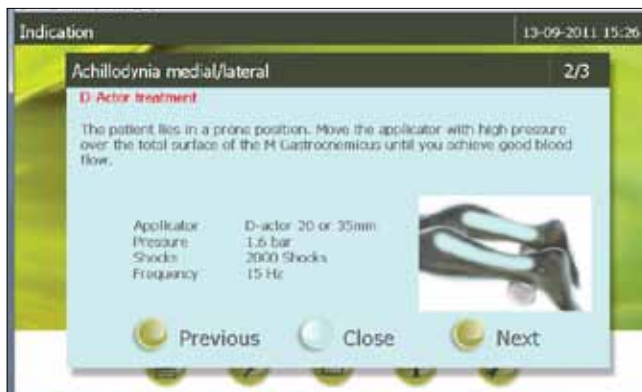 Indication 13-09-2011 15:26
Achillodynia medial/lateral 2/3
D-Actor treatment
The patient lies in a prone position. Move the applicator with high pressure
over the total surface of the M Gastrocnemicus until you achieve good blood
flow.
Applicator D-actor 20 or 35mm
Pressure 1.6 bar
Shocks 2000 Shocks
Frequency 15 Hz
Previous Close Next